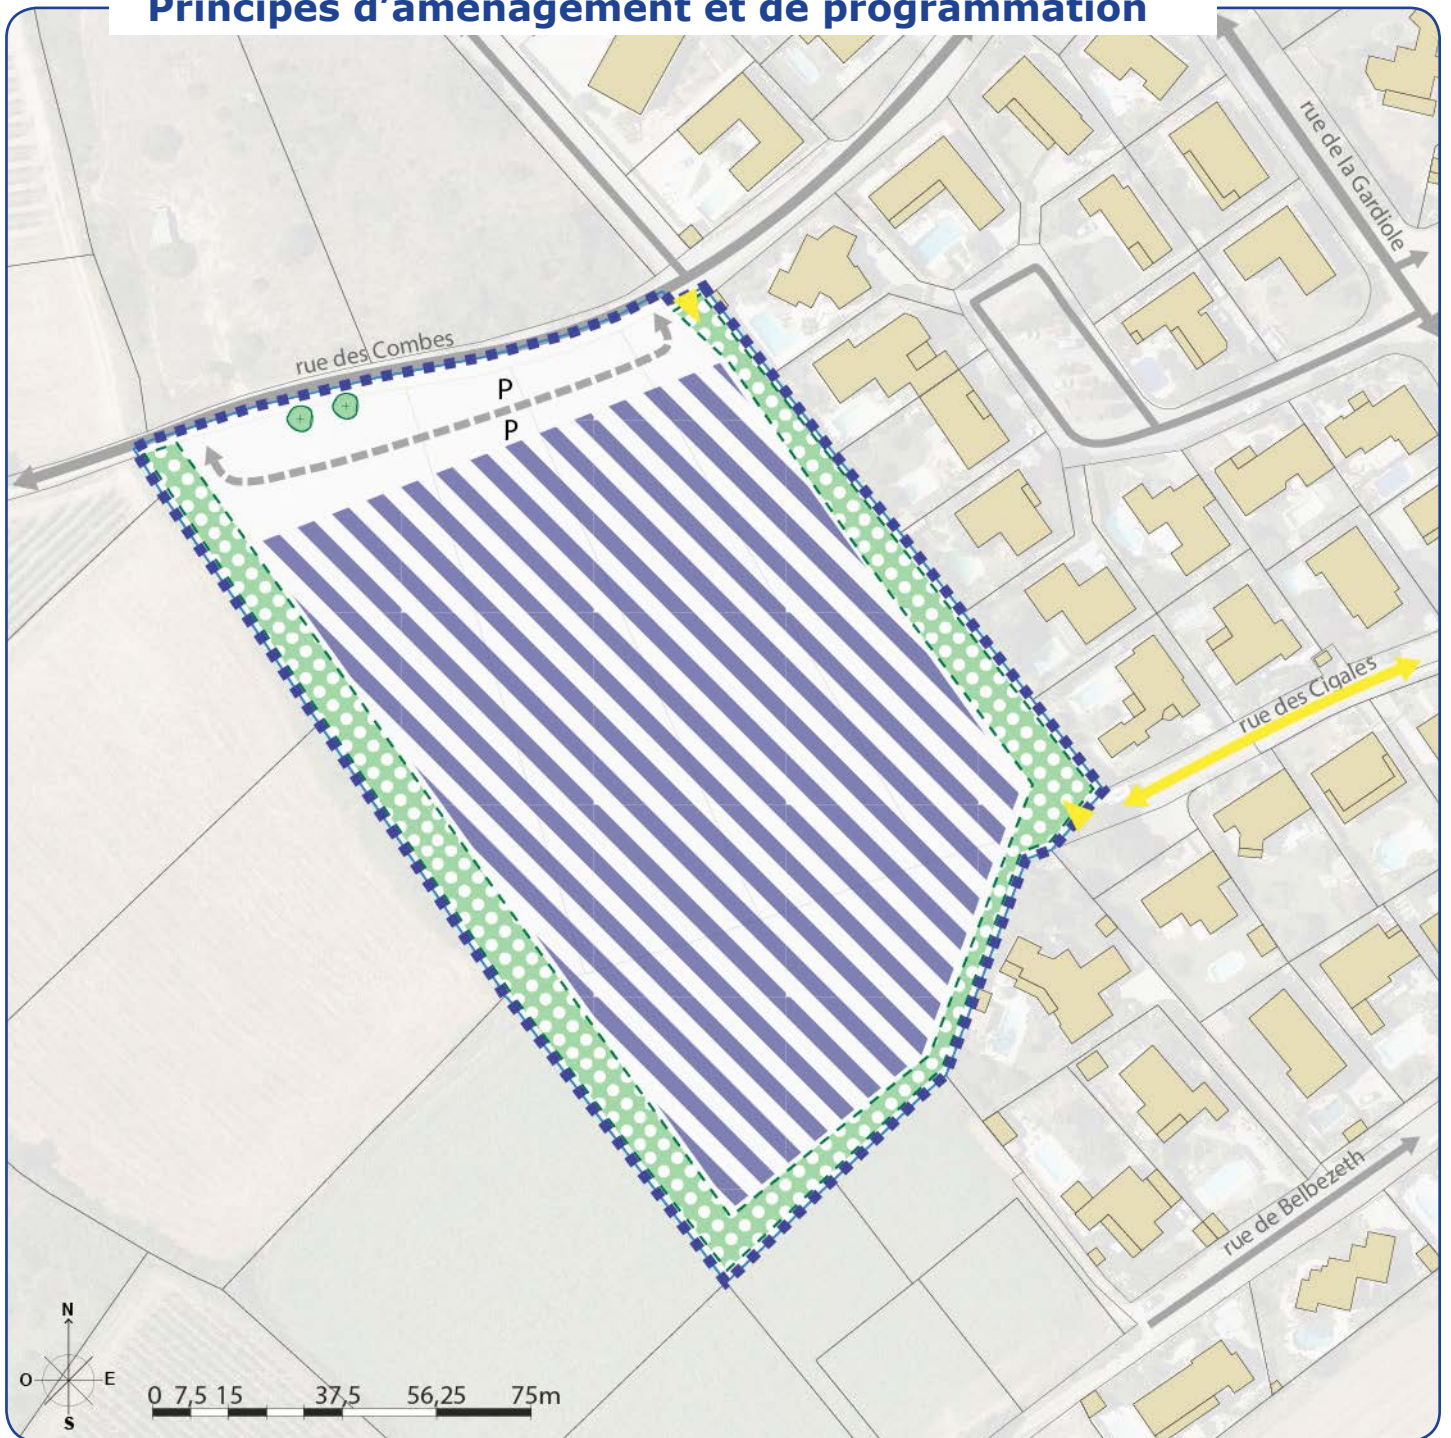 Principes d'aménagement et de programmation
rue de la Gardiole
rue des Combes
P
P
rue des Cigales
rue de Belbezeth
N
O
E
S
0 7,5 15 37,5 56,25 75m